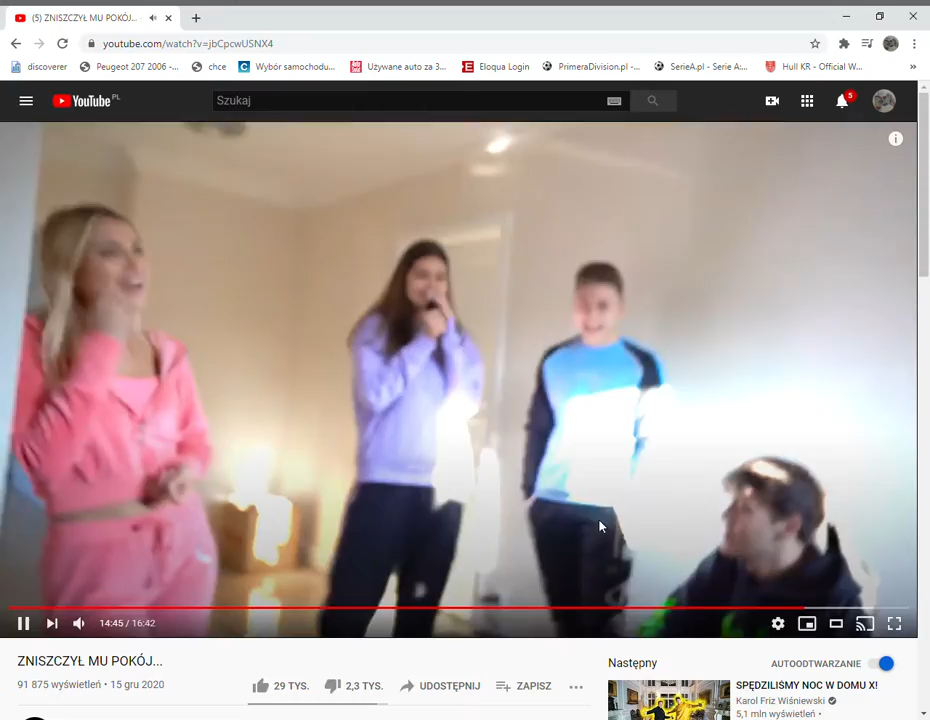 (5) ZNISZCZYŁ MU POKÓJ...
youtube.com/watch?v=jbCpcwUSNX4
discoverer
Peugeot 207 2006 -...
chce
Wybór samochodu...
Używane auto za 3...
Eloqua Login
PrimeraDivision.pl -...
SerieA.pl - Serie A:...
Hull KR - Official W...
»
YouTube PL
Szukaj
5
14:45 / 16:42
ZNISZCZYŁ MU POKÓJ...
91 875 wyświetleń • 15 gru 2020
29 TYS.
2,3 TYS.
UDOSTĘPNIJ
ZAPISZ
Następny
AUTOODTWARZANIE
SPĘDZILIŚMY NOC W DOMU X!
Karol Friz Wiśniewski
5,1 mln wyświetleń •